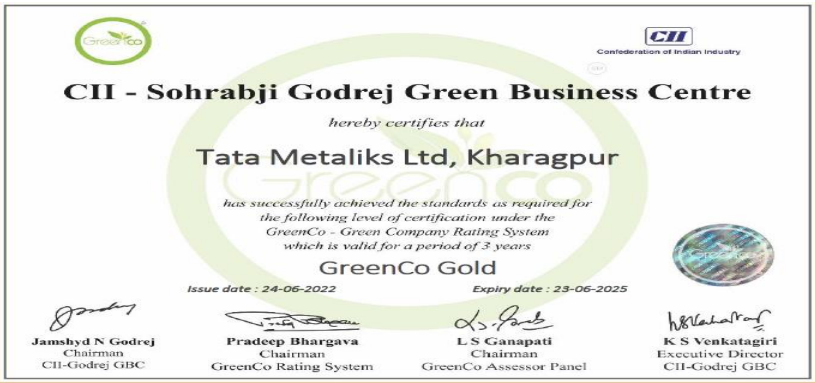 GreenCo
CII
Confederation of Indian Industry
CII - Sohrabji Godrej Green Business Centre
hereby certifies that
Tata Metaliks Ltd, Kharagpur
GreenCo
has successfully achieved the standards as required for
the following level of certification under the
GreenCo - Green Company Rating System
which is valid for a period of 3 years
GreenCo Gold
Issue date : 24-06-2022 Expiry date : 23-06-2025
Jamshyd N Godrej
Chairman
CII-Godrej GBC
Pradeep Bhargava
Chairman
GreenCo Rating System
L S Ganapati
Chairman
GreenCo Assessor Panel
K S Venkatagiri
Executive Director
CII-Godrej GBC